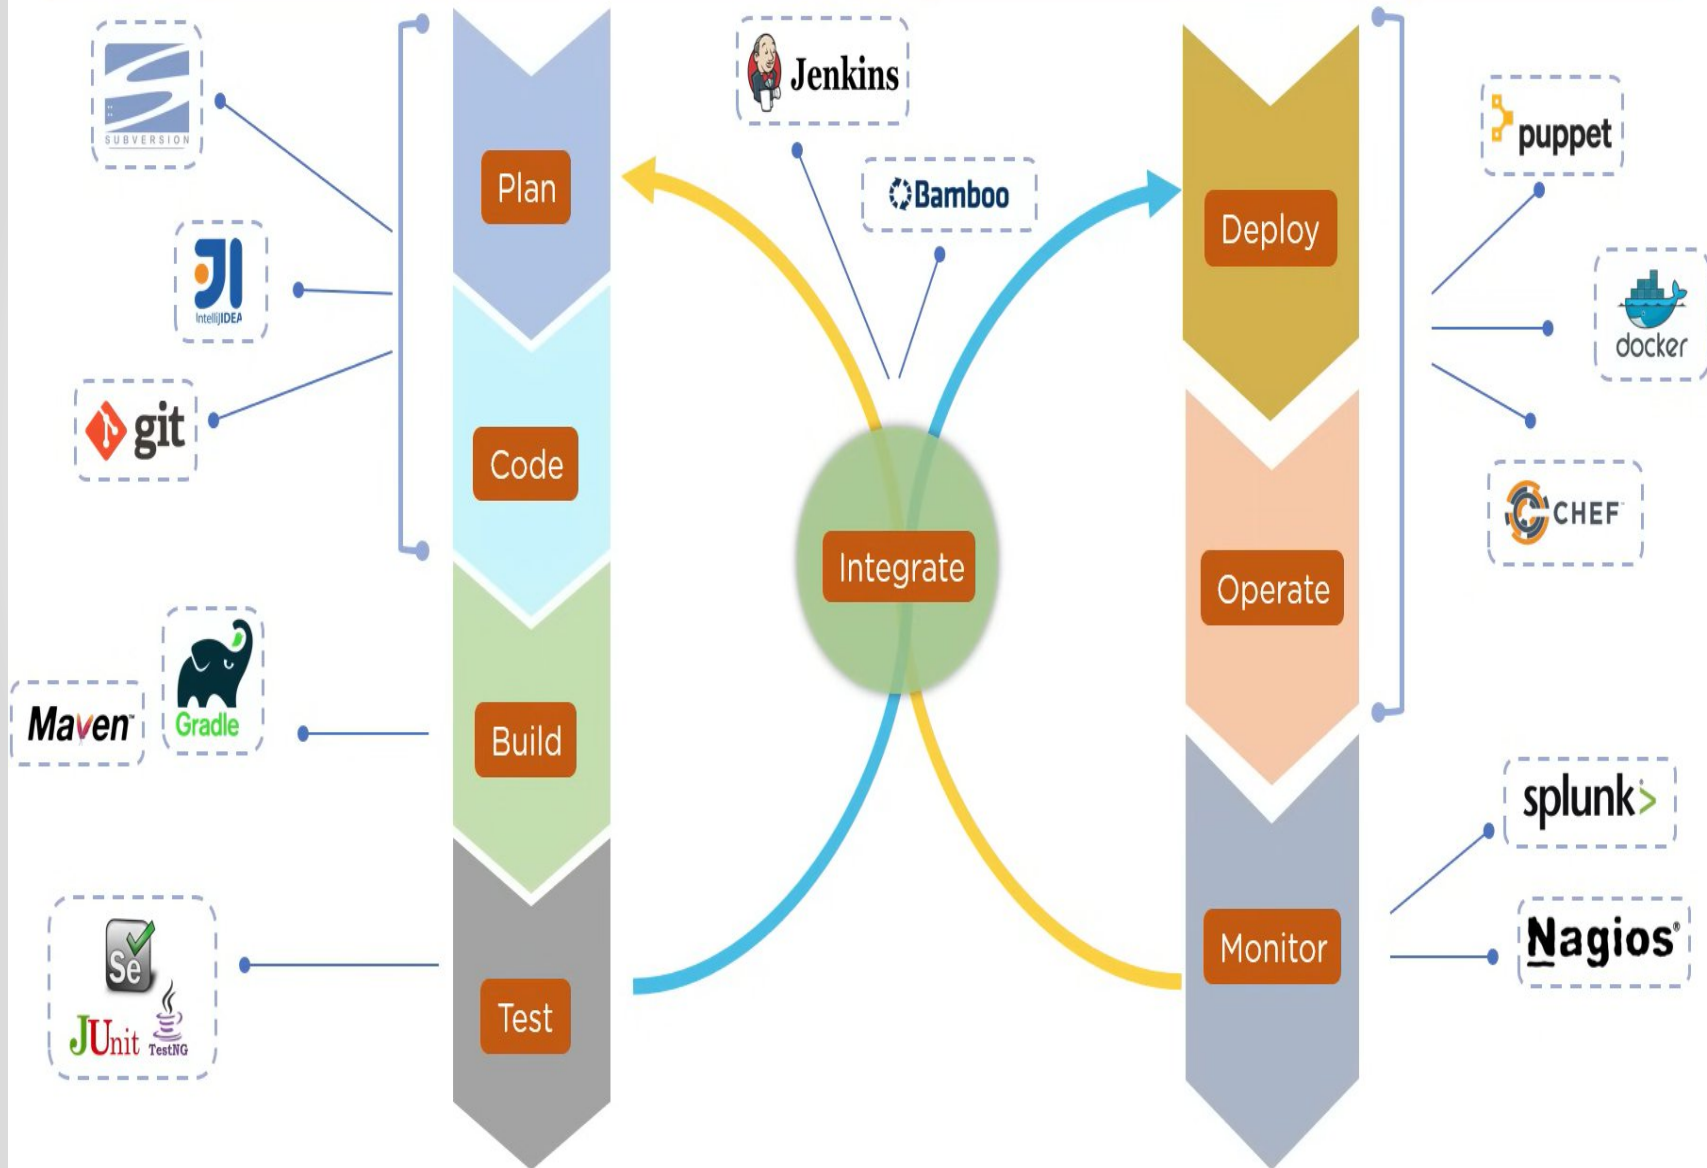 SUBVERSION
IntelliJIDEA
git
Maven
Gradle
Se
JUnit
TestNG
Plan
Code
Build
Test
Jenkins
Bamboo
Integrate
Deploy
Operate
Monitor
puppet
docker
CHEF
splunk>
Nagios®